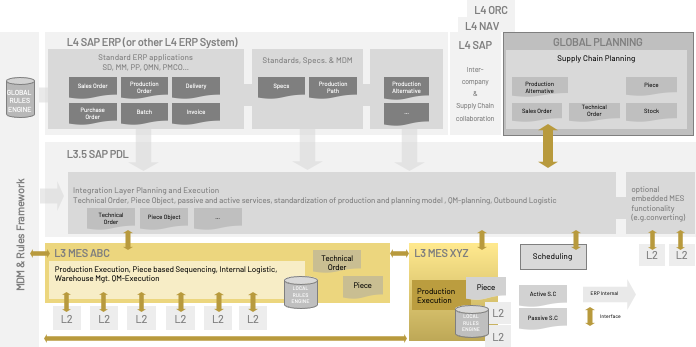 L4 ORC
L4 NAV
L4 SAP ERP (or other L4 ERP System)
L4 SAP
GLOBAL PLANNING
Standard ERP applications
SD, MM, PP, QMN, PMCO...
Standards, Specs. & MDM
Supply Chain Planning
Inter-
company
&
Supply Chain
collaboration
GLOBAL
RULES
ENGINE
Sales Order
Production
Order
Delivery
Specs
Production
Path
Production
Alternative
Production
Alternative
Piece
Purchase
Order
Batch
Invoice
...
Sales Order
Technical
Order
Stock
L3.5 SAP PDL
MDM & Rules Framework
Integration Layer Planning and Execution
Technical Order, Piece Object, passive and active services, standardization of production and planning model , QM-planning, Outbound Logistic
Technical
Order
Piece Object
...
optional
embedded MES
functionality
(e.g.converting)
L2
L2
L3 MES ABC
Production Execution, Piece based Sequencing, Internal Logistic,
Warehouse Mgt. QM-Execution
Technical
Order
Piece
LOCAL
RULES
ENGINE
L2
L2
L2
L2
L2
L2
L3 MES XYZ
Production
Execution
Piece
LOCAL
RULES
ENGINE
L2
L2
Scheduling
Active S.C
Passive S.C
ERP Internal
Interface